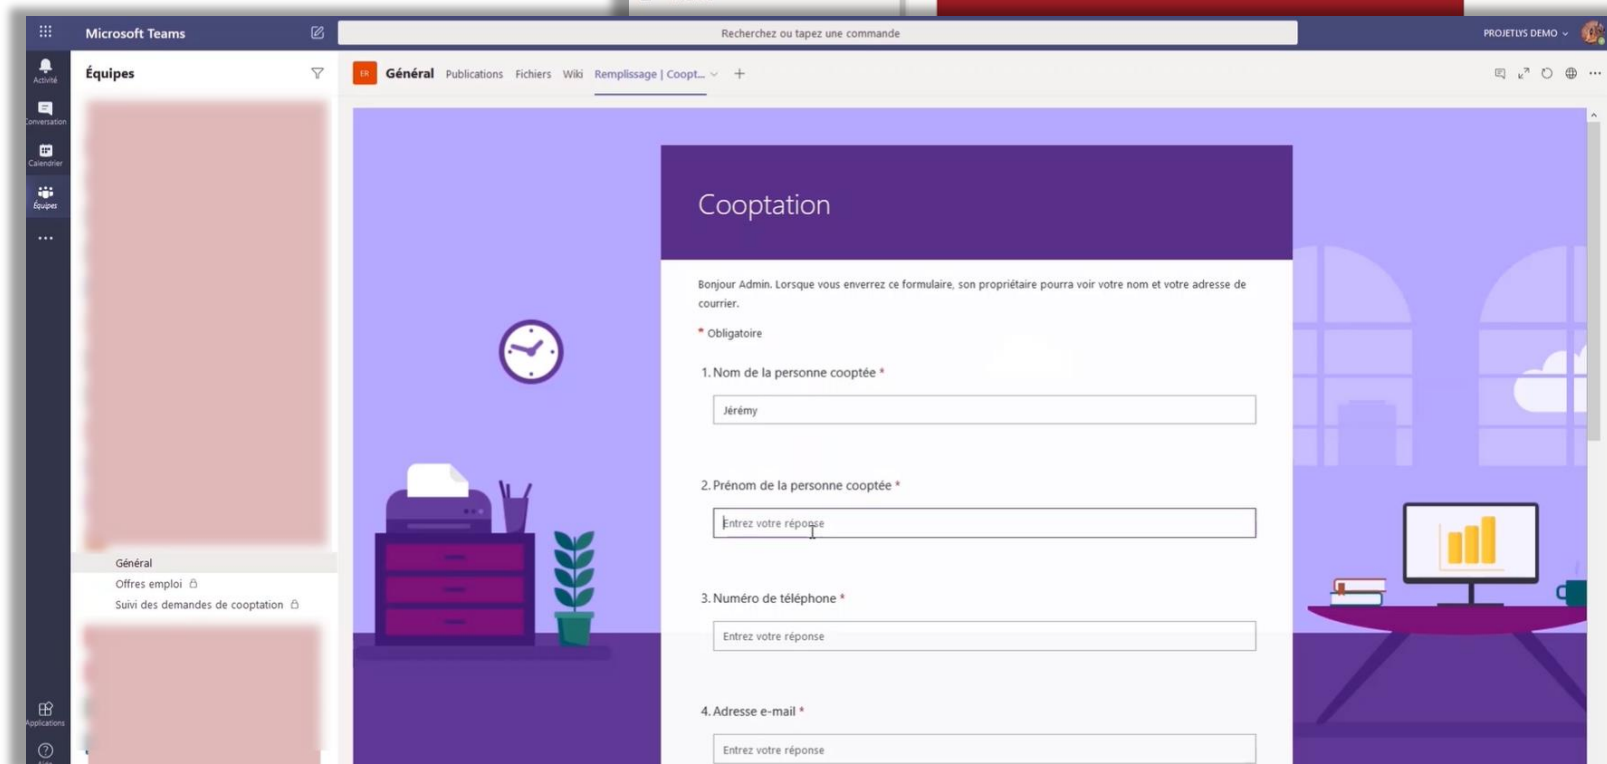 Microsoft Teams
Recherchez ou tapez une commande
PROJETLYS DEMO
Activité
Conversation
Calendrier
Équipes
Applications
Équipes
Général
Offres emploi
Suivi des demandes de cooptation
ER Général Publications Fichiers Wiki Remplissage | Coopt...
Cooptation
Bonjour Admin. Lorsque vous enverrez ce formulaire, son propriétaire pourra voir votre nom et votre adresse de
courrier.
* Obligatoire
1. Nom de la personne cooptée *
Jérémy
2. Prénom de la personne cooptée *
Entrez votre réponse
3. Numéro de téléphone *
Entrez votre réponse
4. Adresse e-mail *
Entrez votre réponse